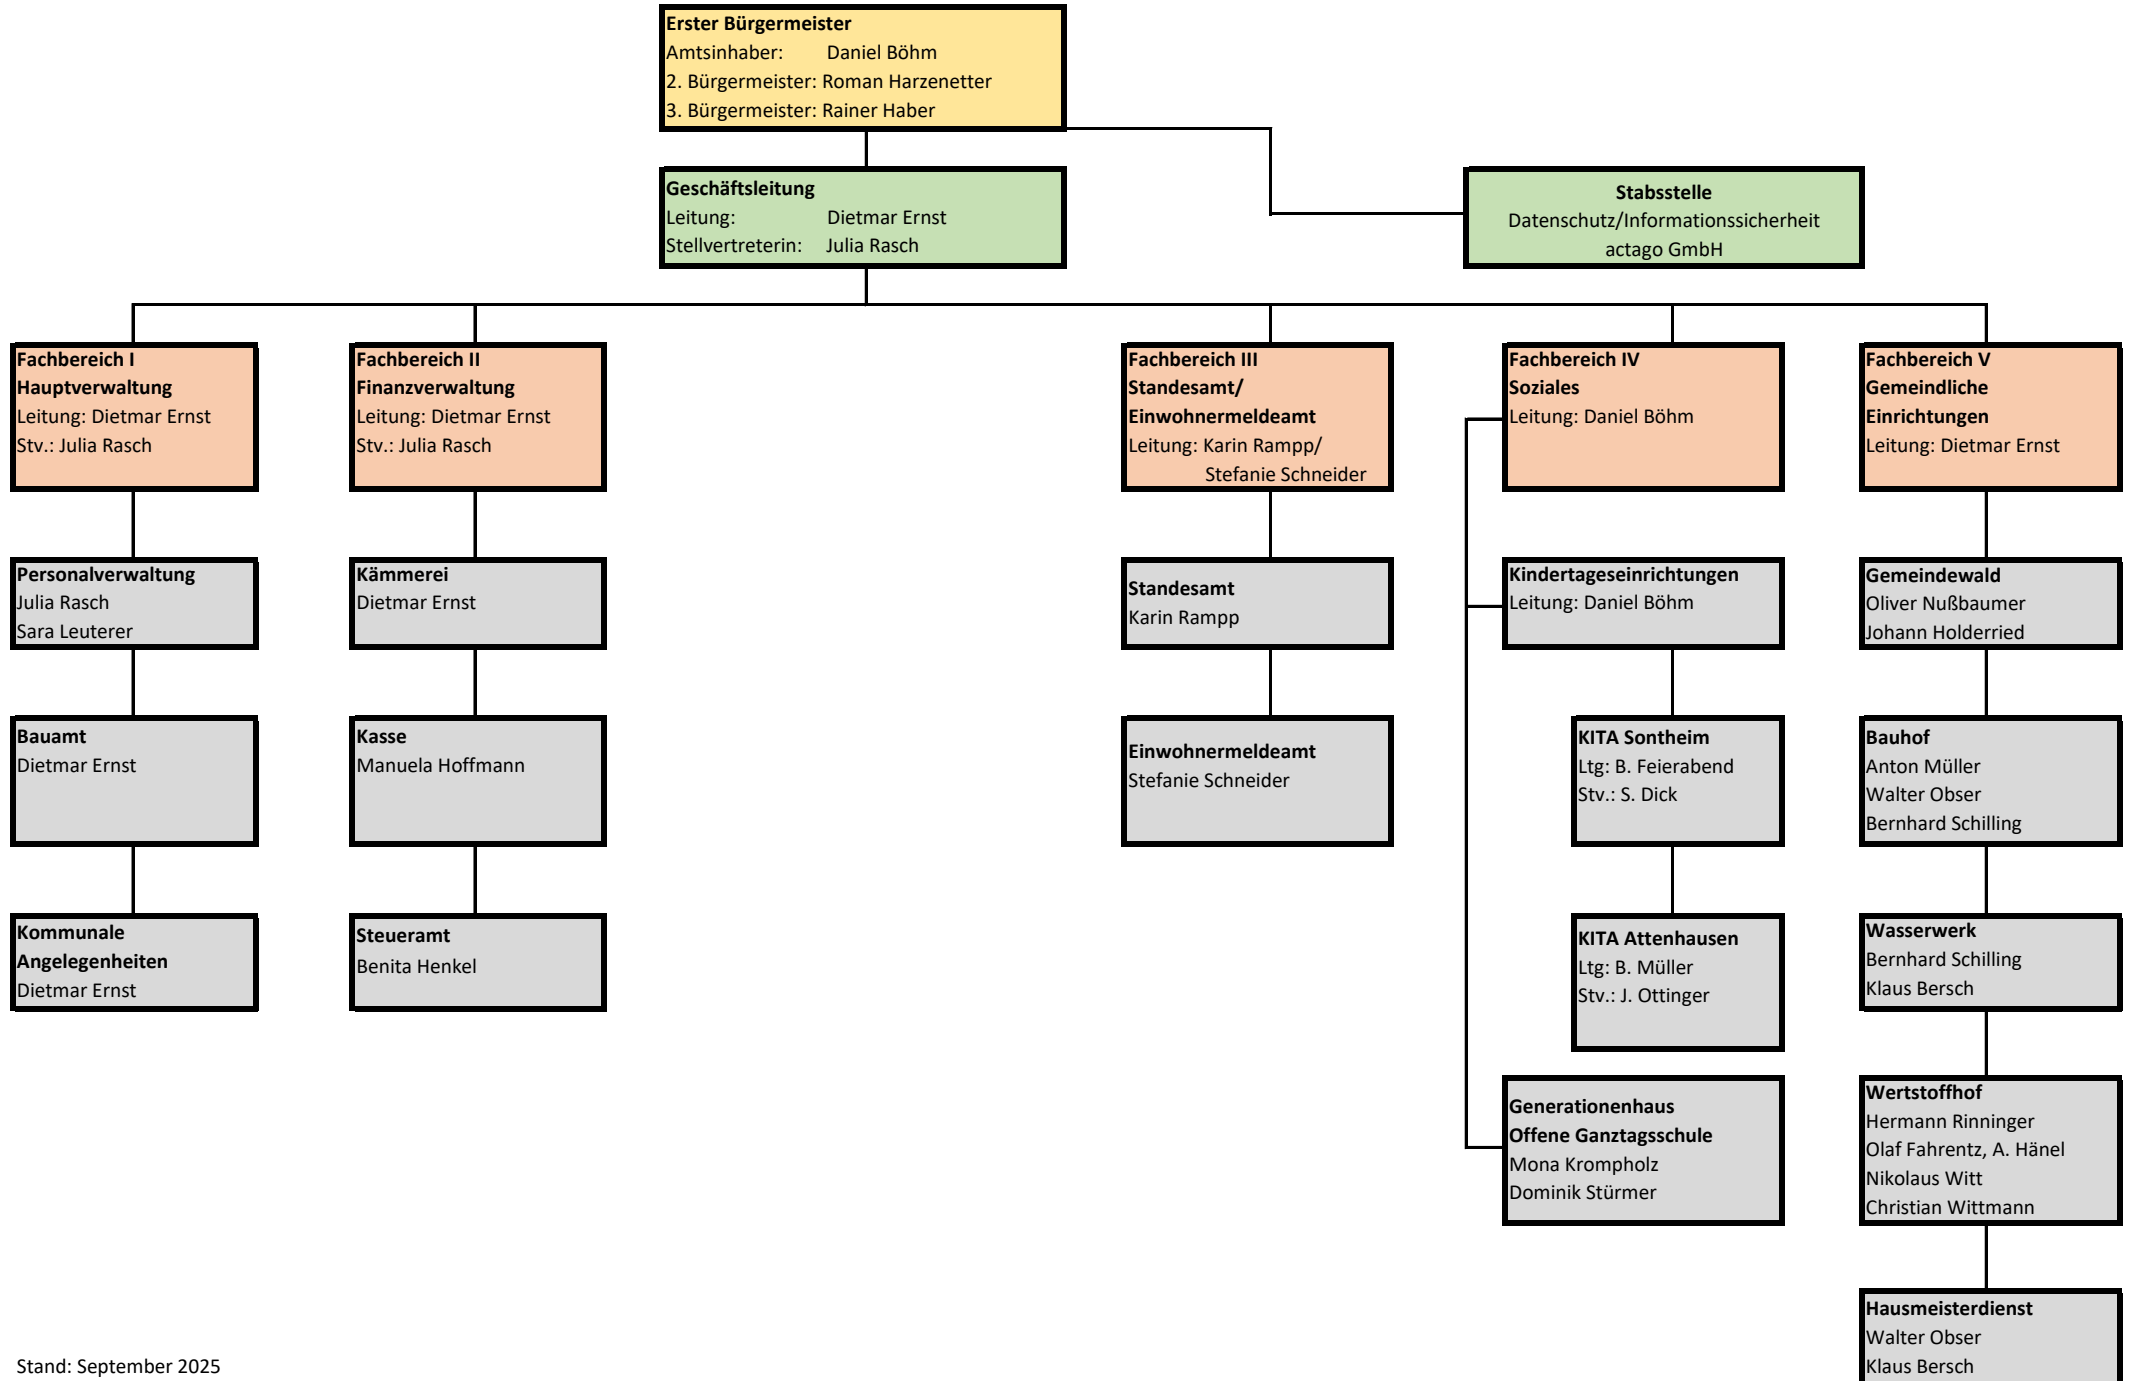 Erster Bürgermeister
Amtsinhaber: Daniel Böhm
2. Bürgermeister: Roman Harzenetter
3. Bürgermeister: Rainer Haber
Geschäftsleitung
Leitung: Dietmar Ernst
Stellvertreterin: Julia Rasch
Stabsstelle
Datenschutz/Informationssicherheit
actago GmbH
Fachbereich I
Hauptverwaltung
Leitung: Dietmar Ernst
Stv.: Julia Rasch
Personalverwaltung
Julia Rasch
Sara Leuterer
Bauamt
Dietmar Ernst
Kommunale
Angelegenheiten
Dietmar Ernst
Fachbereich II
Finanzverwaltung
Leitung: Dietmar Ernst
Stv.: Julia Rasch
Kämmerei
Dietmar Ernst
Kasse
Manuela Hoffmann
Steueramt
Benita Henkel
Fachbereich III
Standesamt/
Einwohnermeldeamt
Leitung: Karin Rampp/
Stefanie Schneider
Standesamt
Karin Rampp
Einwohnermeldeamt
Stefanie Schneider
Fachbereich IV
Soziales
Leitung: Daniel Böhm
Kindertageseinrichtungen
Leitung: Daniel Böhm
KITA Sontheim
Ltg: B. Feierabend
Stv.: S. Dick
KITA Attenhausen
Ltg: B. Müller
Stv.: J. Ottinger
Generationenhaus
Offene Ganztagsschule
Mona Krompholz
Dominik Stürmer
Fachbereich V
Gemeindliche
Einrichtungen
Leitung: Dietmar Ernst
Gemeindewald
Oliver Nußbaumer
Johann Holderried
Bauhof
Anton Müller
Walter Obser
Bernhard Schilling
Wasserwerk
Bernhard Schilling
Klaus Bersch
Wertstoffhof
Hermann Rinninger
Olaf Fahrentz, A. Hänel
Nikolaus Witt
Christian Wittmann
Hausmeisterdienst
Walter Obser
Klaus Bersch
Stand: September 2025